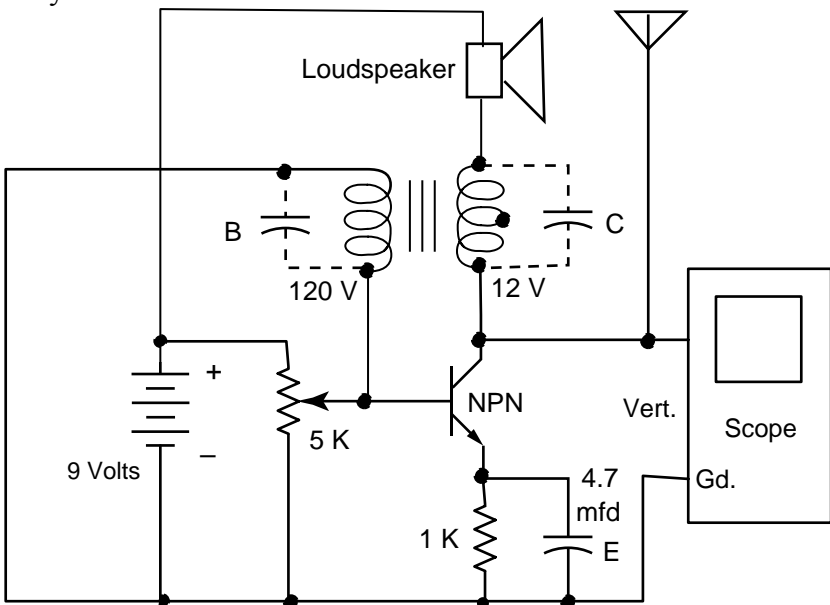 Loudspeaker
B
C
120 V
12 V
+
NPN
Vert.
Scope
5 K
9 Volts
–
4.7
mfd
Gd.
1 K
E